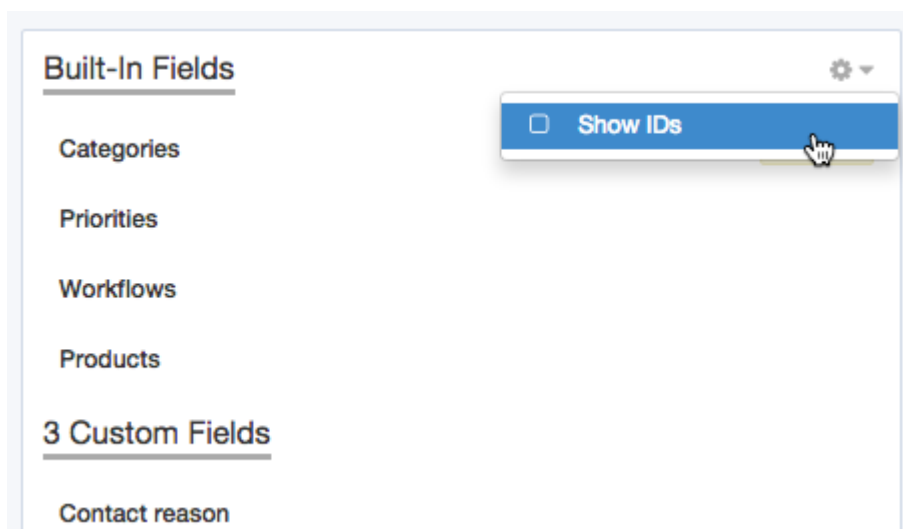 Built-In Fields
Show IDs
Categories
Priorities
Workflows
Products
3 Custom Fields
Contact reason